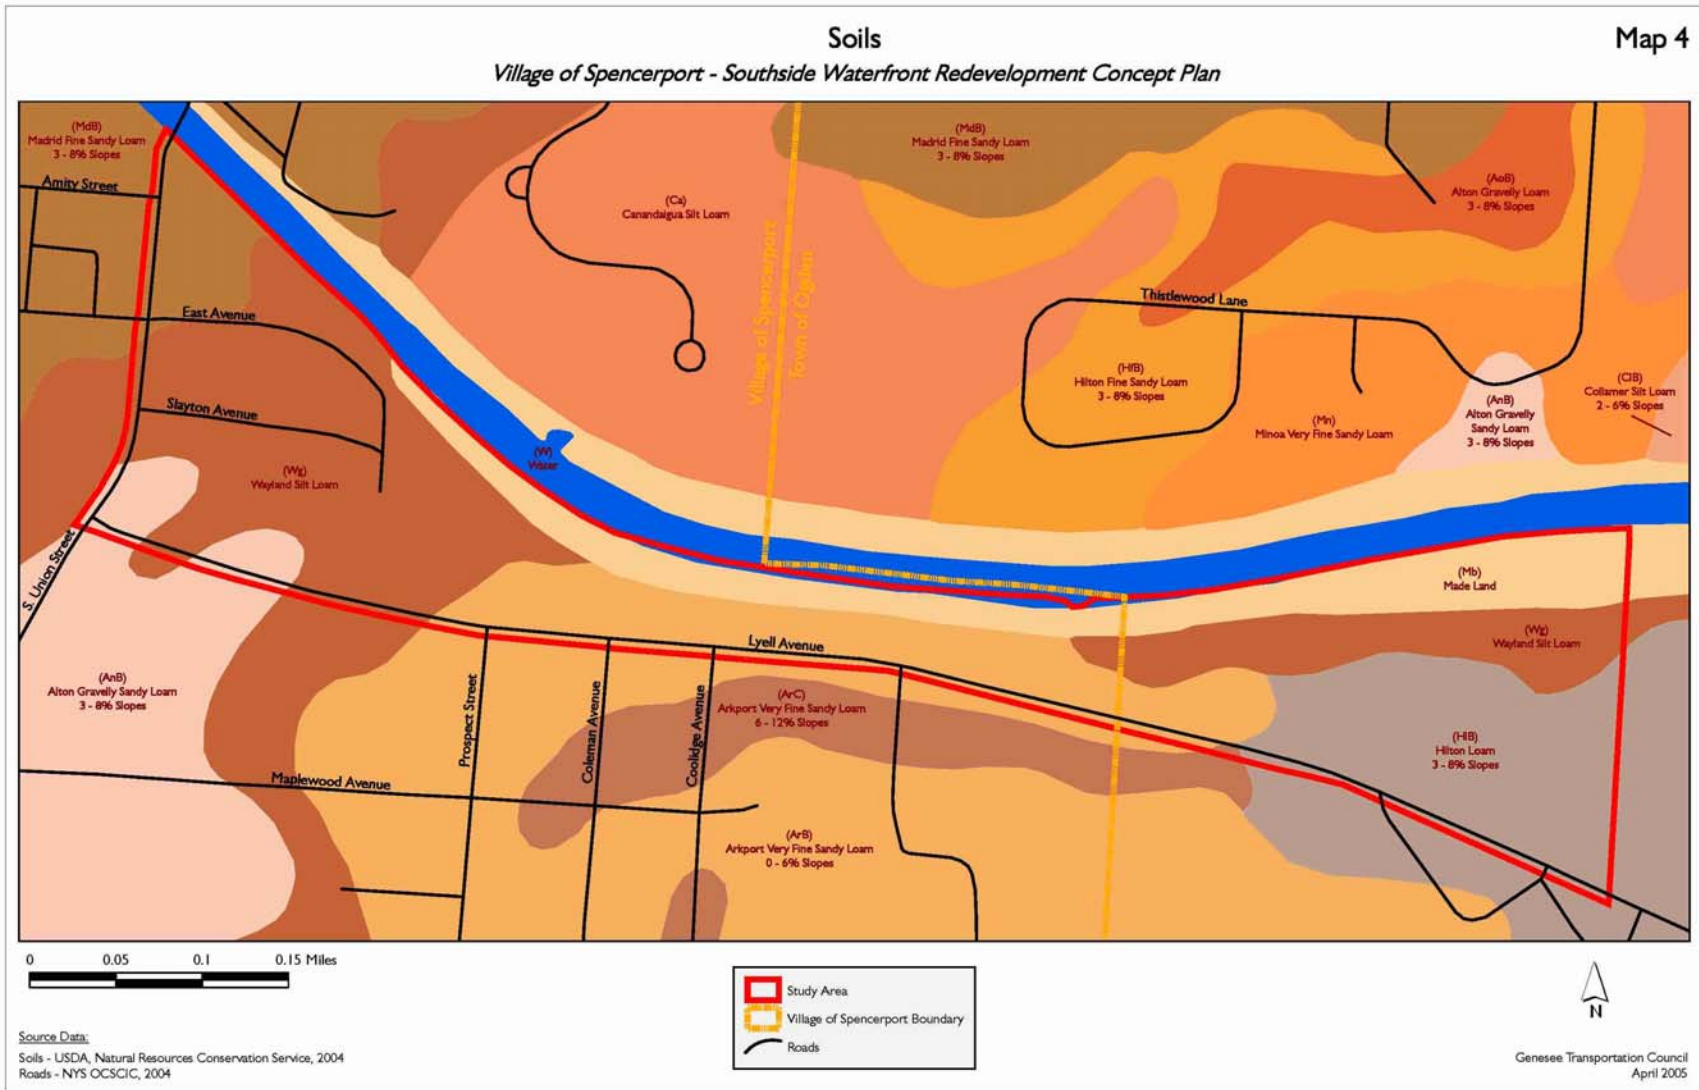 Soils
Map 4
Village of Spencerport - Southside Waterfront Redevelopment Concept Plan
(MdB)
Madrid Fine Sandy Loam
3 - 8% Slopes
(MdB)
Madrid Fine Sandy Loam
3 - 8% Slopes
Amity Street
(Ca)
Canandaigua Silt Loam
(AoB)
Alton Gravelly Loam
3 - 8% Slopes
Village of Spencerport
Town of Ogden
Thistlewood Lane
East Avenue
(HfB)
Hilton Fine Sandy Loam
3 - 8% Slopes
(ClB)
Collamer Silt Loam
2 - 6% Slopes
Slayton Avenue
(AnB)
Alton Gravelly
Sandy Loam
3 - 8% Slopes
(Mn)
Minoa Very Fine Sandy Loam
(W)
Water
(Wg)
Wayland Silt Loam
S. Union Street
(Mb)
Made Land
(Wg)
Wayland Silt Loam
Lyell Avenue
(AnB)
Alton Gravelly Sandy Loam
3 - 8% Slopes
Prospect Street
Coleman Avenue
Coolidge Avenue
(ArC)
Arkport Very Fine Sandy Loam
6 - 12% Slopes
(HlB)
Hilton Loam
3 - 8% Slopes
Maplewood Avenue
(ArB)
Arkport Very Fine Sandy Loam
0 - 6% Slopes
0 0.05 0.1 0.15 Miles
Study Area
Village of Spencerport Boundary
Roads
N
Source Data:
Soils - USDA, Natural Resources Conservation Service, 2004
Roads - NYS OCSCIC, 2004
Genesee Transportation Council
April 2005